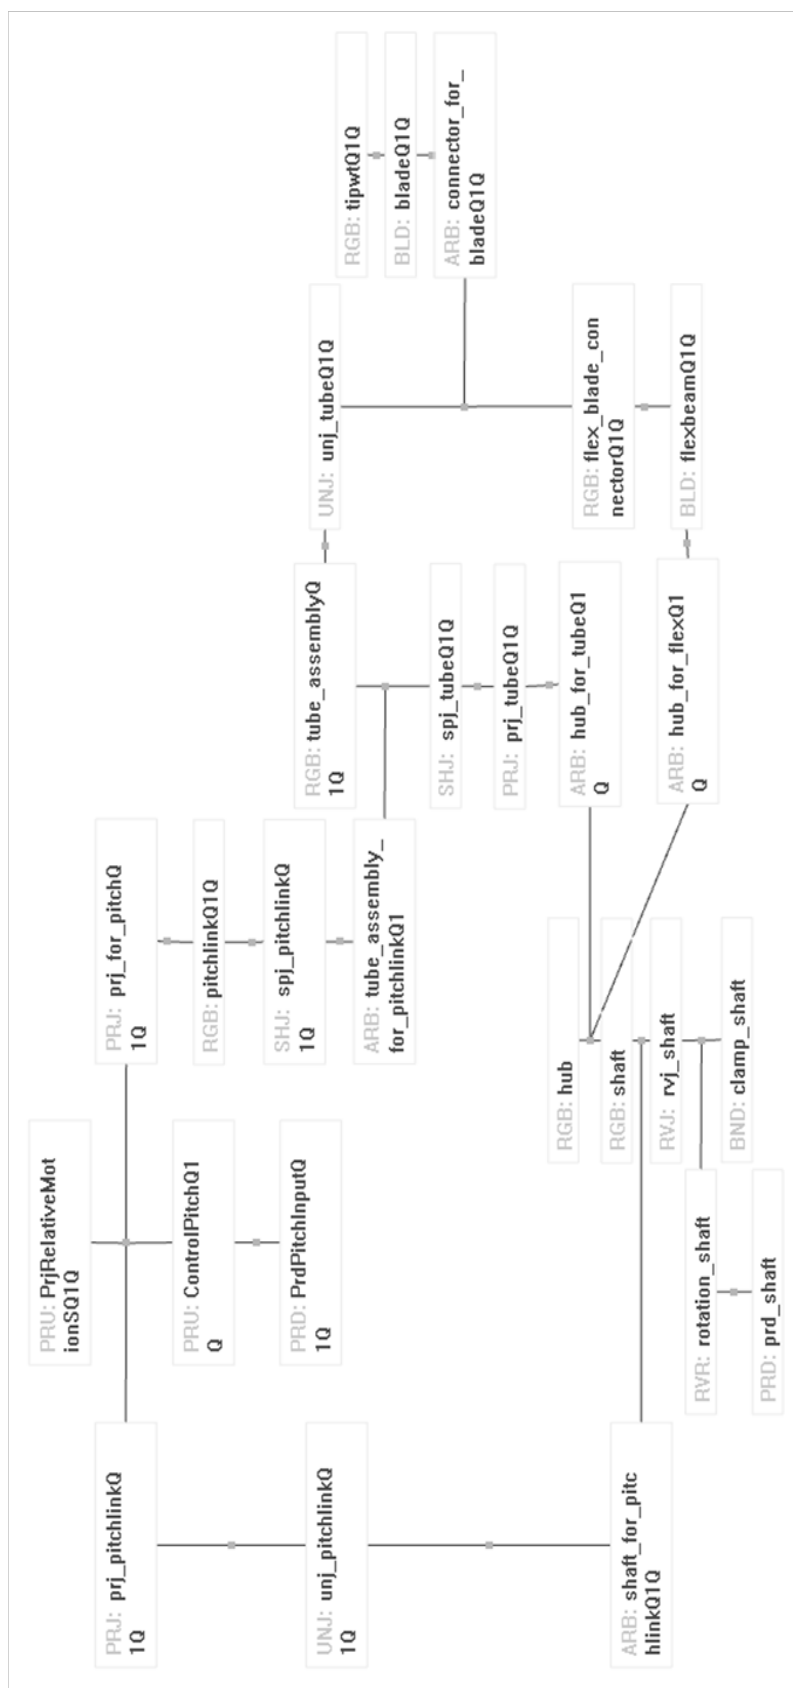 RGB: tipwtQ1Q
BLD: bladeQ1Q
ARB: connector_for_
bladeQ1Q
UNJ: unj_tubeQ1Q
RGB: flex_blade_con
nectorQ1Q
BLD: flexbeamQ1Q
RGB: tube_assemblyQ
1Q
SHJ: spj_tubeQ1Q
PRJ: prj_tubeQ1Q
ARB: hub_for_tubeQ1
Q
ARB: hub_for_flexQ1
Q
PRJ: prj_for_pitchQ
1Q
RGB: pitchlinkQ1Q
SHJ: spj_pitchlinkQ
1Q
ARB: tube_assembly_
for_pitchlinkQ1
RGB: hub
RGB: shaft
RVJ: rvj_shaft
BND: clamp_shaft
PRU: PrjRelativeMot
ionSQ1Q
PRU: ControlPitchQ1
Q
PRD: PrdPitchInputQ
1Q
RVR: rotation_shaft
PRD: prd_shaft
PRJ: prj_pitchlinkQ
1Q
UNJ: unj_pitchlinkQ
1Q
ARB: shaft_for_pitc
hlinkQ1Q